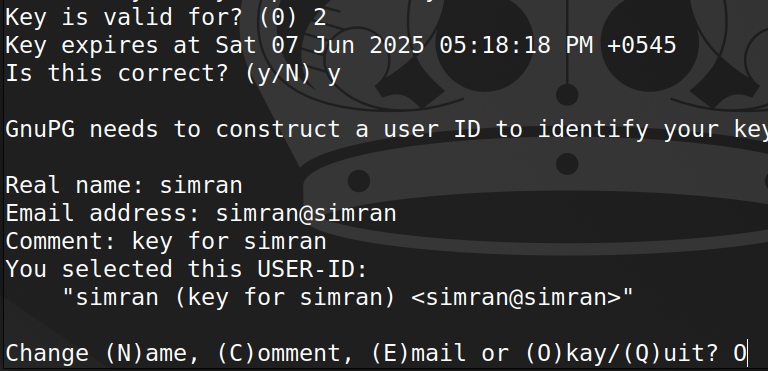 Key is valid for? (0) 2
Key expires at Sat 07 Jun 2025 05:18:18 PM +0545
Is this correct? (y/N) y
GnuPG needs to construct a user ID to identify your key
Real name: simran
Email address: simran@simran
Comment: key for simran
You selected this USER-ID:
"simran (key for simran) <simran@simran>"
Change (N)ame, (C)omment, (E)mail or (O)kay/(Q)uit? O